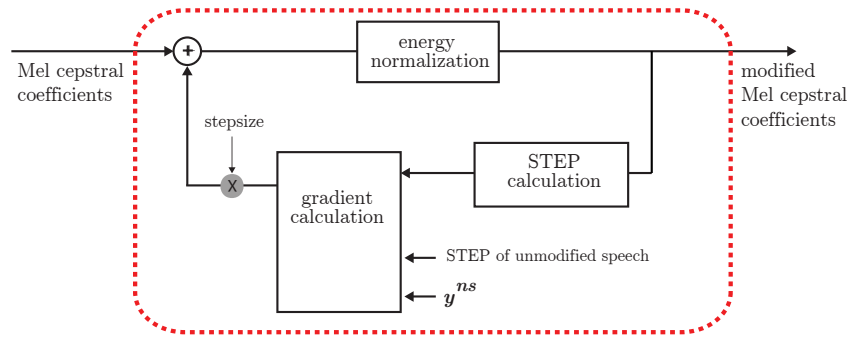 energy
normalization
+
Mel cepstral
coefficients
modified
Mel cepstral
coefficients
stepsize
STEP
calculation
X
gradient
calculation
STEP of unmodified speech
y^ns